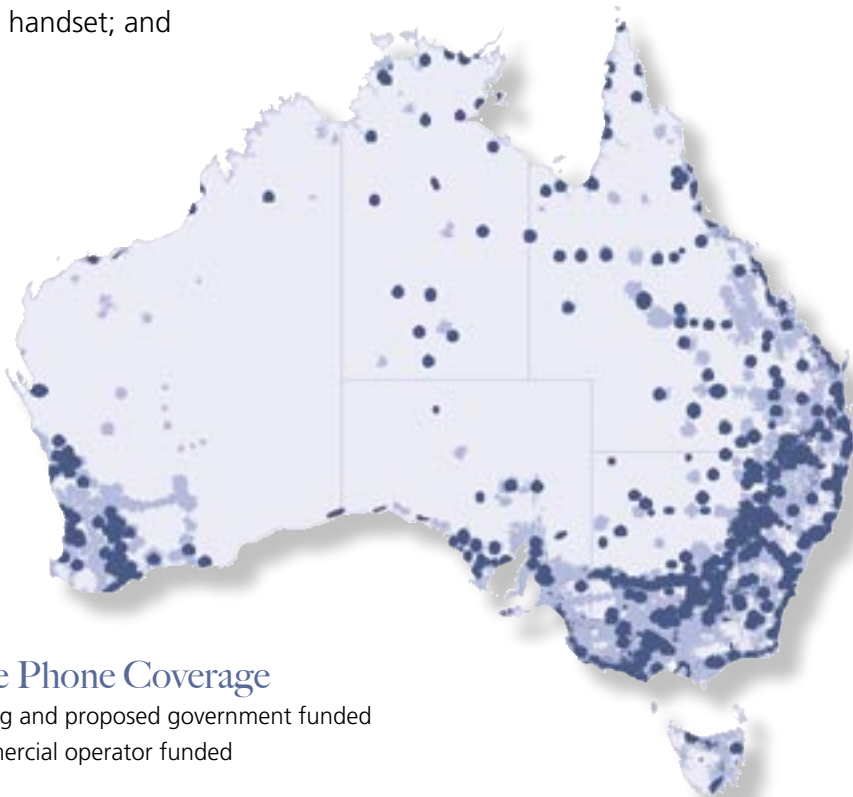 handset; and
e Phone Coverage
g and proposed government funded
mercial operator funded